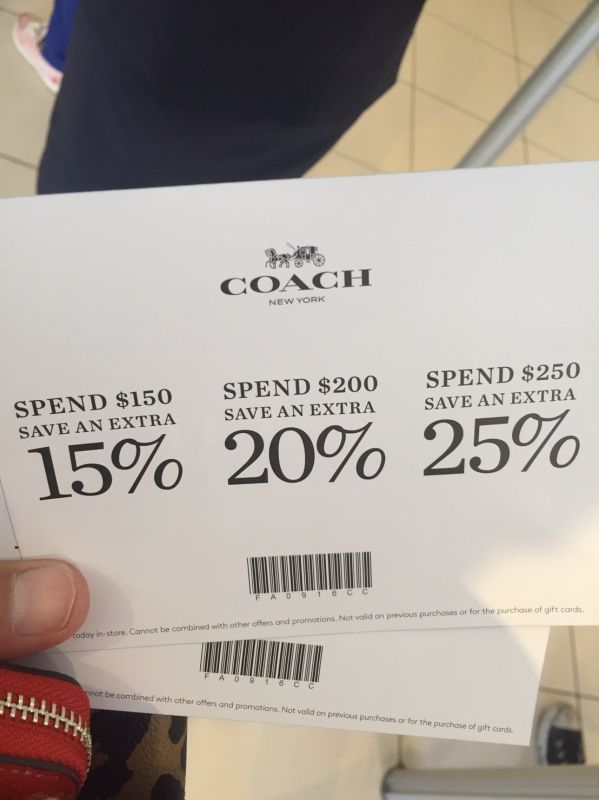 COACH
NEW YORK
SPEND $150
SAVE AN EXTRA
15%
SPEND $200
SAVE AN EXTRA
20%
SPEND $250
SAVE AN EXTRA
25%
FA0916CC
today in-store. Cannot be combined with other offers and promotions. Not valid on previous purchases or for the purchase of gift cards.
FA0916CC
be combined with other offers and promotions. Not valid on previous purchases or for the purchase of gift cards.